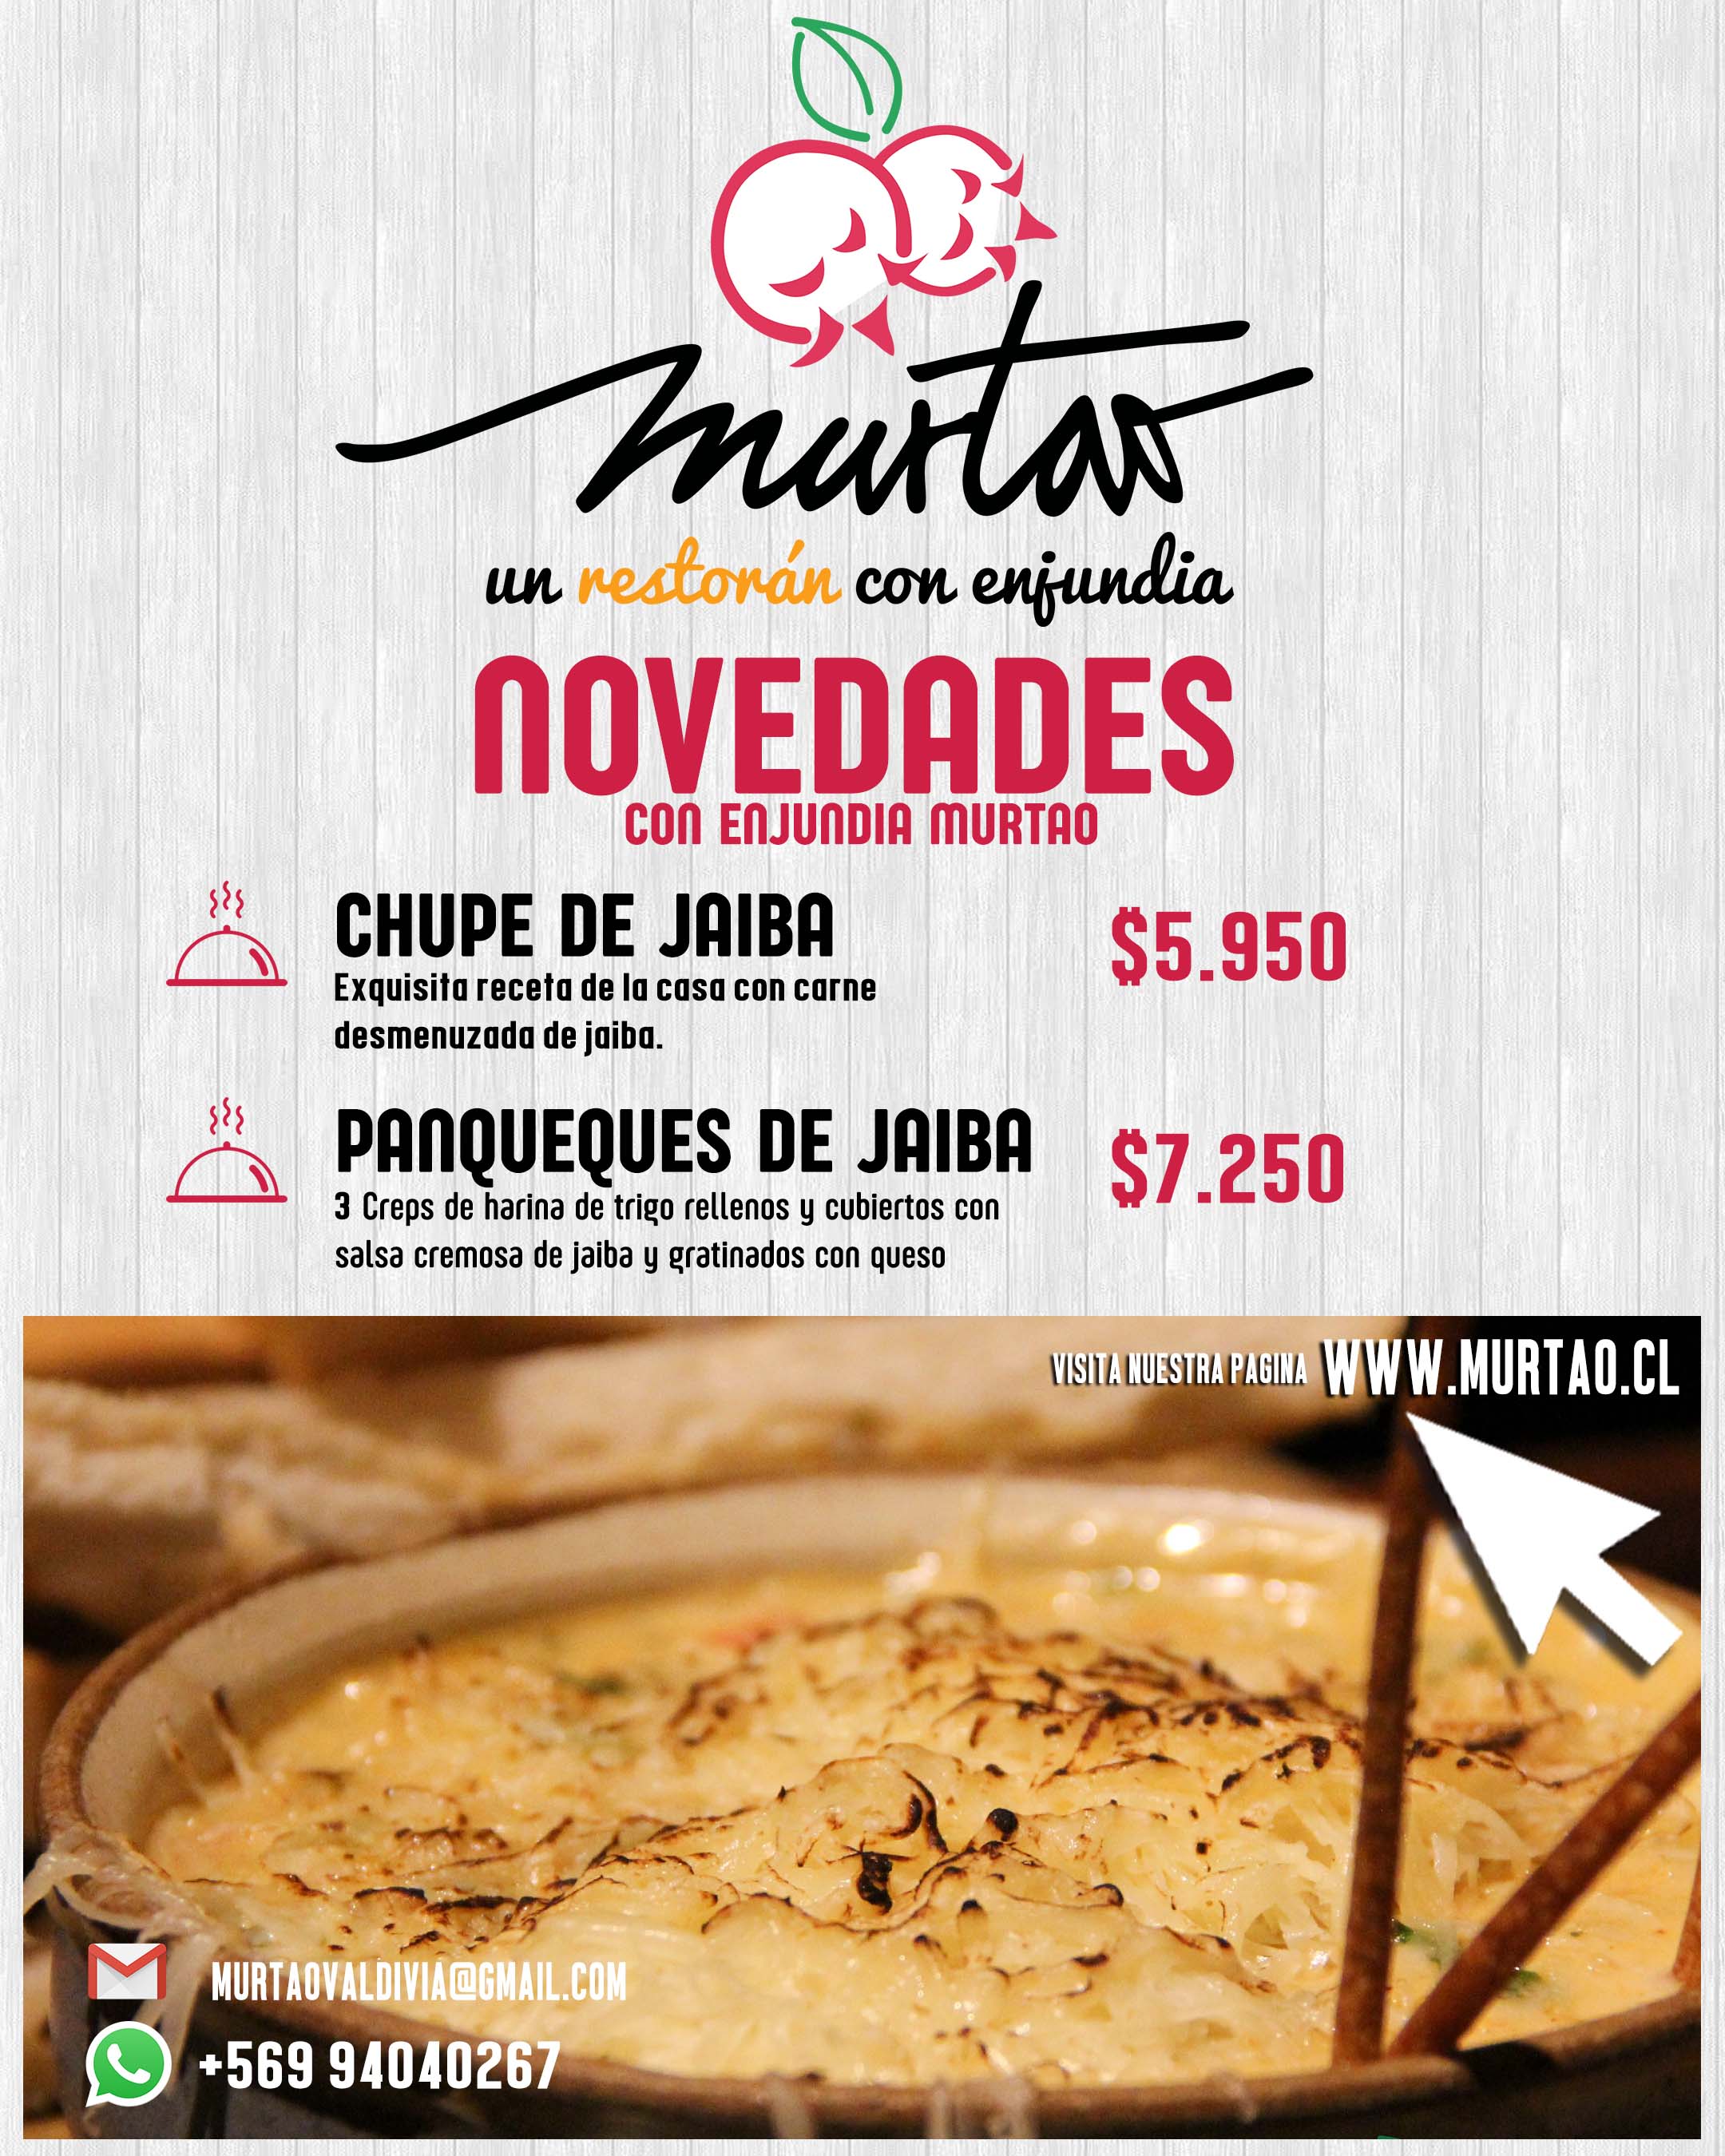 murtao
un restorán con enjundia
NOVEDADES
CON ENJUNDIA MURTAO
CHUPE DE JAIBA
$5.950
Exquisita receta de la casa con carne
desmenuzada de jaiba.
PANQUEQUES DE JAIBA
$7.250
3 Creps de harina de trigo rellenos y cubiertos con
salsa cremosa de jaiba y gratinados con queso
VISITA NUESTRA PAGINA WWW.MURTAO.CL
MURTAOVALDIVIA@GMAIL.COM
+569 94040267